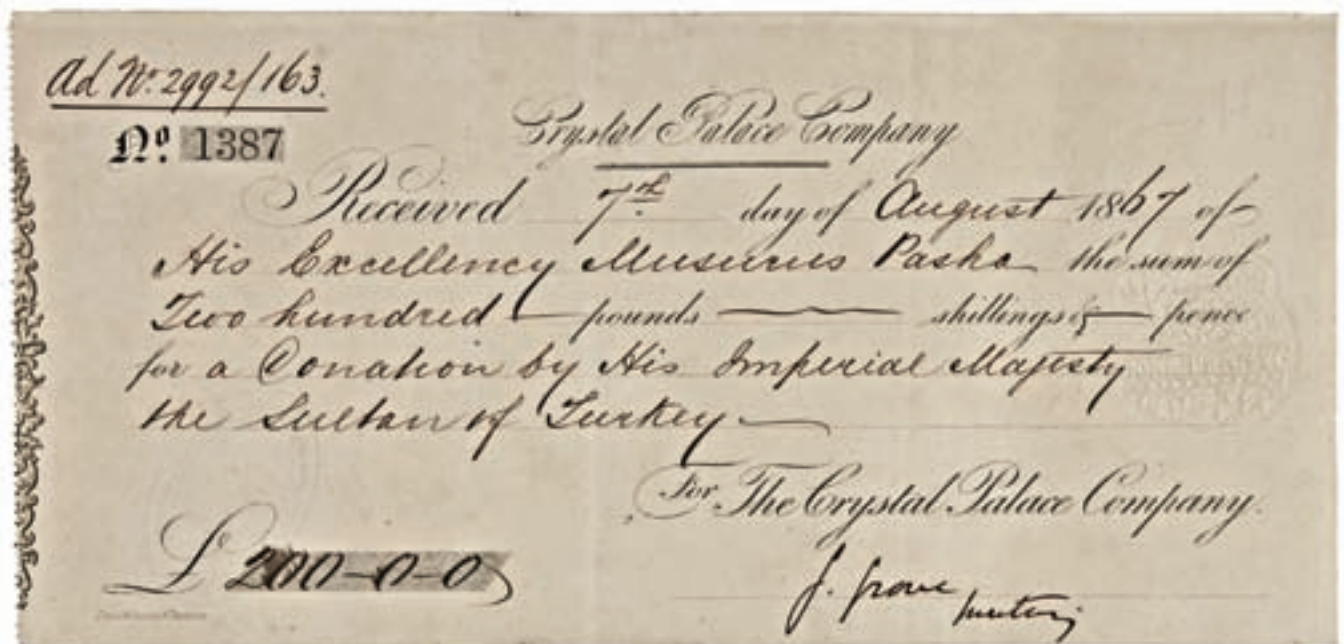 Ad No. 2992/163.
No. 1387
Crystal Palace Company
Received 7th day of August 1867 of
His Excellency Musurus Pasha the sum of
Two hundred pounds shillings & pence
for a Donation by His Imperial Majesty
the Sultan of Turkey
For The Crystal Palace Company.
£ 200-0-0
Grove